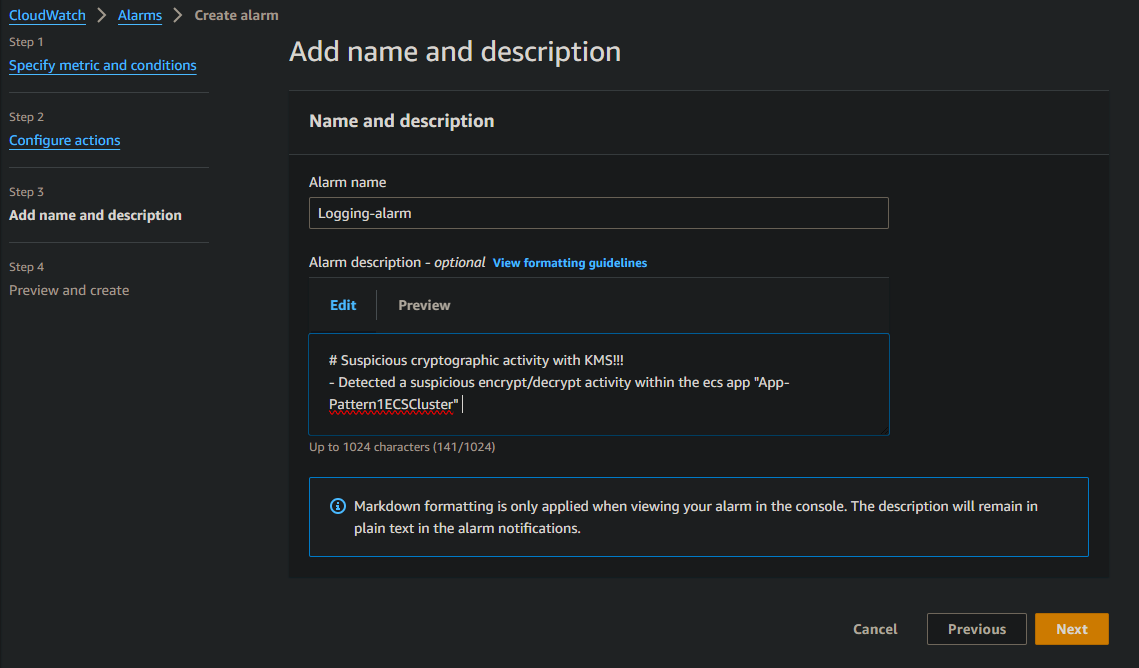 CloudWatch > Alarms > Create alarm
Step 1
Specify metric and conditions
Step 2
Configure actions
Step 3
Add name and description
Step 4
Preview and create
Add name and description
Name and description
Alarm name
Logging-alarm
Alarm description - optional View formatting guidelines
Edit Preview
# Suspicious cryptographic activity with KMS!!!
- Detected a suspicious encrypt/decrypt activity within the ecs app "App-
Pattern1ECSCluster"
Up to 1024 characters (141/1024)
Markdown formatting is only applied when viewing your alarm in the console. The description will remain in
plain text in the alarm notifications.
Cancel Previous Next